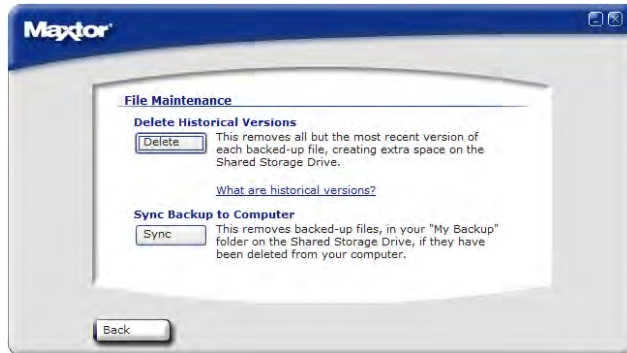 Maxtor
File Maintenance
Delete Historical Versions
Delete
This removes all but the most recent version of
each backed-up file, creating extra space on the
Shared Storage Drive.
What are historical versions?
Sync Backup to Computer
Sync
This removes backed-up files, in your "My Backup"
folder on the Shared Storage Drive, if they have
been deleted from your computer.
Back